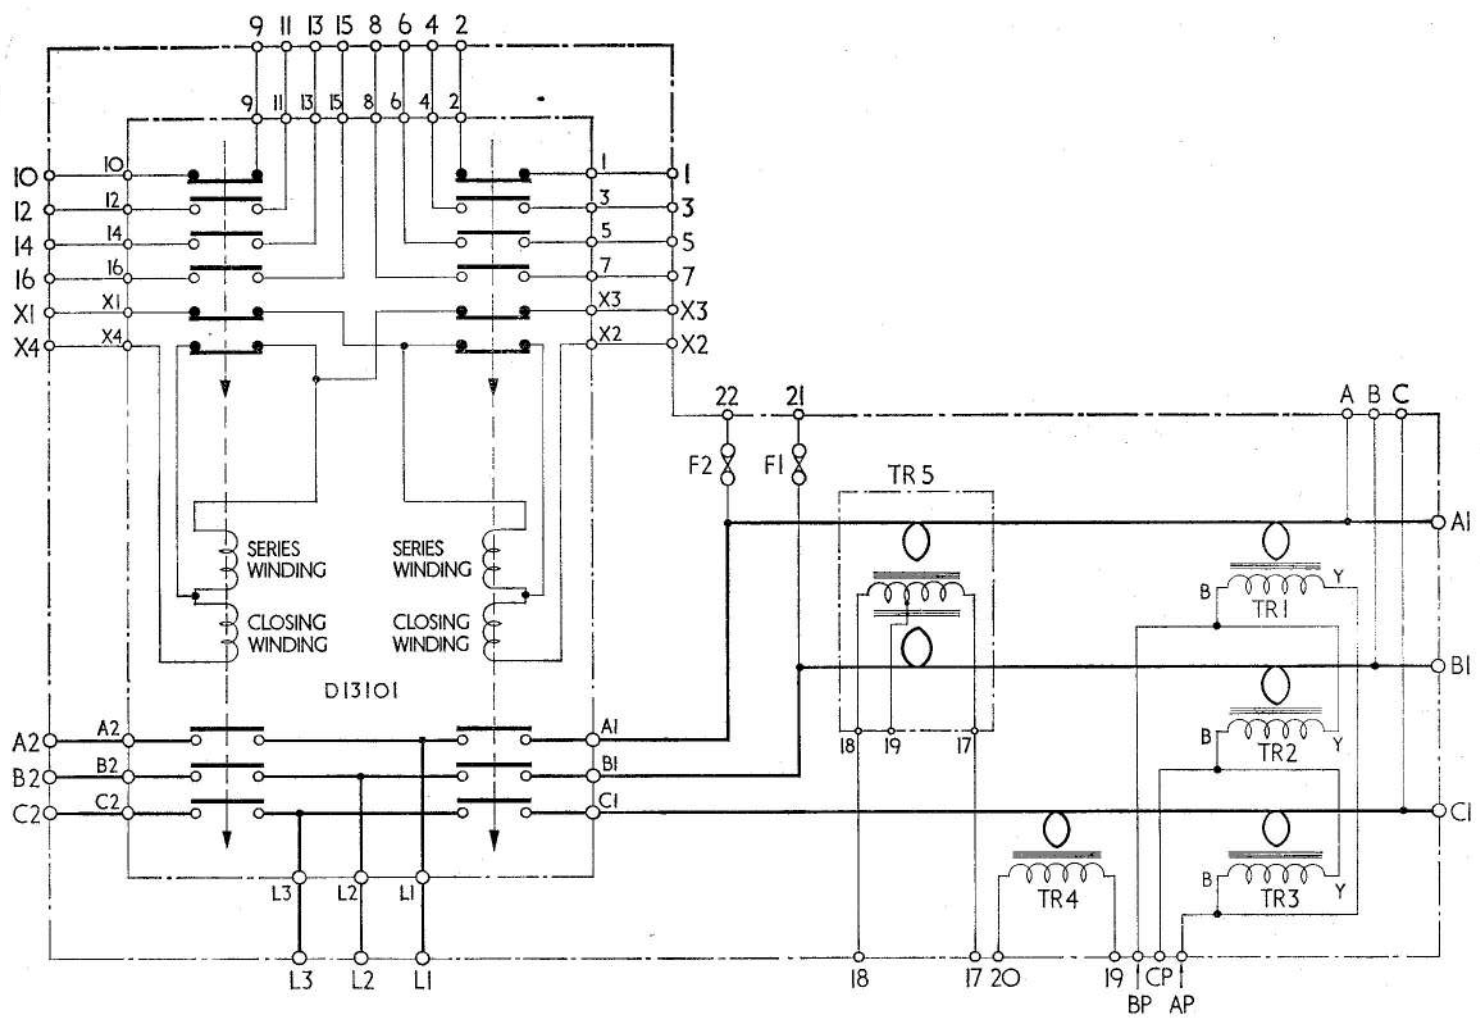 9 11 13 15 8 6 4 2
9 11 13 15 8 6 4 2
10 10 1 1
12 12 3 3
14 14 5 5
16 16 7 7
X1 X1 X3 X3
X4 X4 X2 X2
22 21 A B C
F2 F1
TR5
A1
SERIES WINDING
SERIES WINDING
CLOSING WINDING
CLOSING WINDING
B Y
TR1
B1
D13101
A2 A2 A1
B2 B2 B1
C2 C2 C1
18 19 17
B Y
TR2
C1
L3 L2 L1
TR4
B Y
TR3
L3 L2 L1
18 17 20 19 CP
BP AP